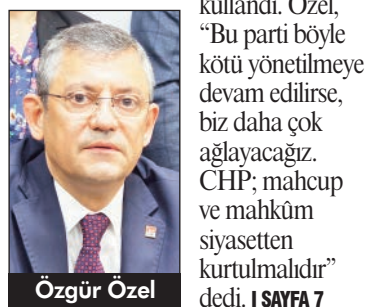 kullandı. Özel,
“Bu parti böyle
kötü yönetilmeye
devam edilirse,
biz daha çok
ağlayacağız.
CHP; mahcup
ve mahkûm
siyasetten
kurtulmalıdır”
dedi. | SAYFA 7
Özgür Özel